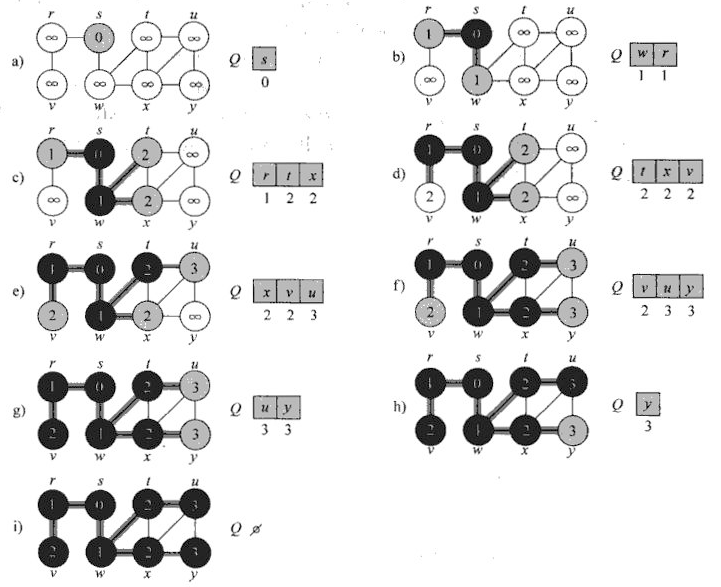 r s t u
a) ∞ 0 ∞ ∞ Q s
∞ ∞ ∞ ∞ 0
v w x y
r s t u
b) 1 0 ∞ ∞ Q w r
∞ 1 ∞ ∞ 1 1
v w x y
r s t u
c) 1 0 2 ∞ Q r t x
∞ 1 2 ∞ 1 2 2
v w x y
r s t u
d) 1 0 2 ∞ Q t x v
2 1 2 ∞ 2 2 2
v w x y
r s t u
e) 1 0 2 3 Q x v u
2 1 2 ∞ 2 2 3
v w x y
r s t u
f) 1 0 2 3 Q v u y
2 1 2 3 2 3 3
v w x y
r s t u
g) 1 0 2 3 Q u y
2 1 2 3 3 3
v w x y
r s t u
h) 1 0 2 3 Q y
2 1 2 3 3
v w x y
r s t u
i) 1 0 2 3 Q ∅
2 1 2 3
v w x y